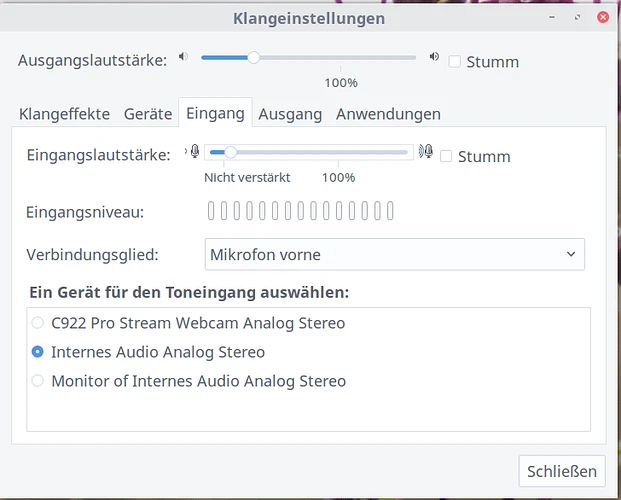 Klangeinstellungen
Ausgangslautstärke: Stumm
100%
Klangeffekte Geräte Eingang Ausgang Anwendungen
Eingangslautstärke: Stumm
Nicht verstärkt 100%
Eingangsniveau:
Verbindungsglied: Mikrofon vorne
Ein Gerät für den Toneingang auswählen:
C922 Pro Stream Webcam Analog Stereo
Internes Audio Analog Stereo
Monitor of Internes Audio Analog Stereo
Schließen